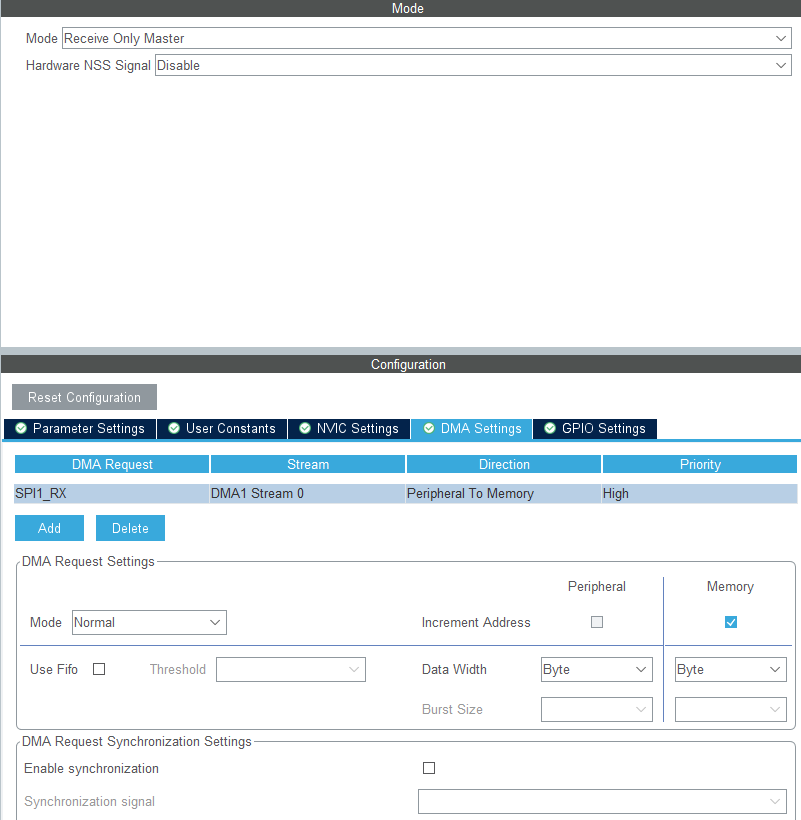 Mode
Mode Receive Only Master
Hardware NSS Signal Disable
Configuration
Reset Configuration
Parameter Settings User Constants NVIC Settings DMA Settings GPIO Settings
DMA Request Stream Direction Priority
SPI1_RX DMA1 Stream 0 Peripheral To Memory High
Add Delete
DMA Request Settings
Peripheral Memory
Mode Normal Increment Address
Use Fifo Threshold Data Width Byte Byte
Burst Size
DMA Request Synchronization Settings
Enable synchronization
Synchronization signal